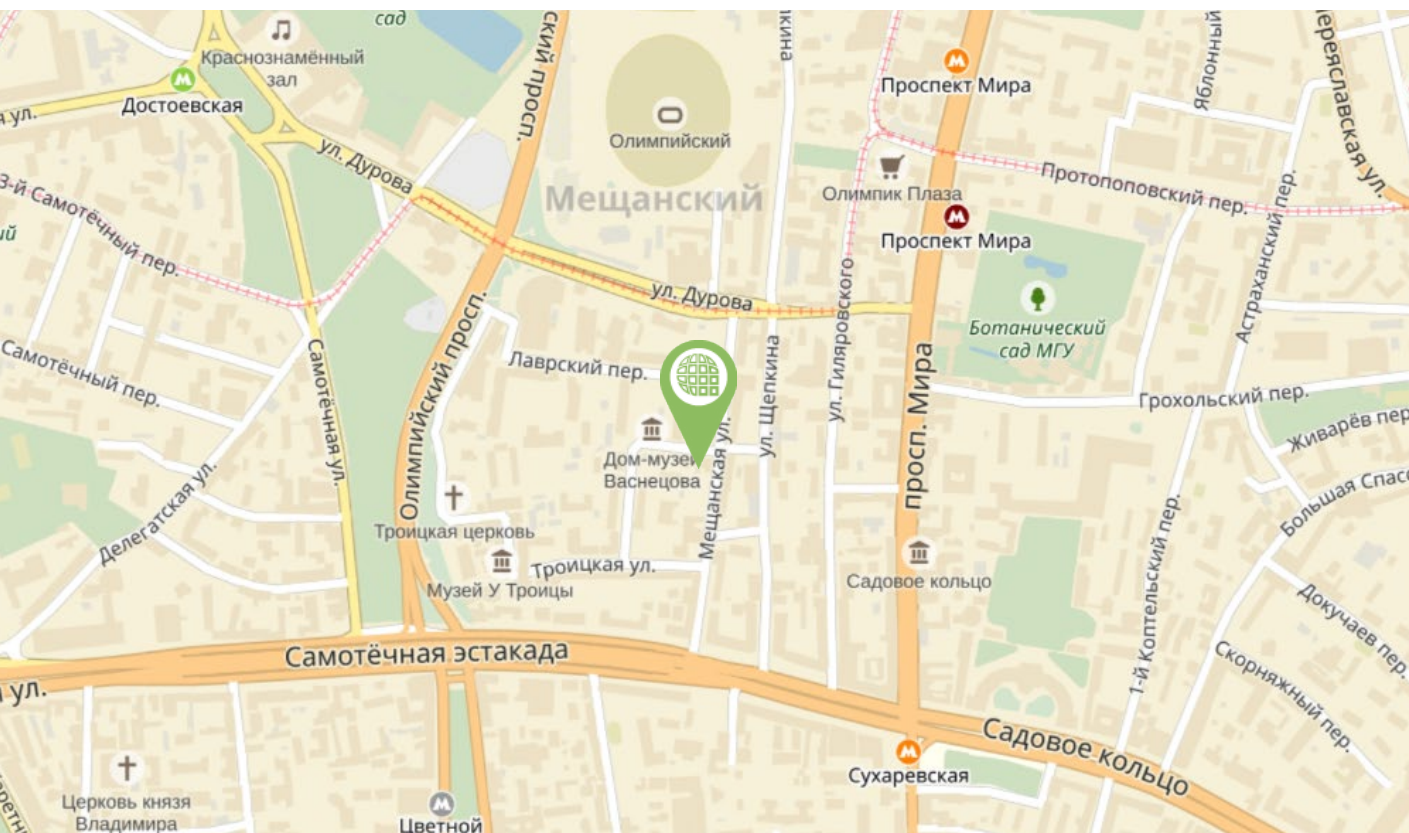 сад
Краснознамённый
зал
Достоевская
я ул.
ул. Дурова
ский просп.
Олимпийский
Мещанский
кина
Проспект Мира
Яблонный
ереяславская ул.
Олимпик Плаза
Протопоповский пер.
Проспект Мира
3-й Самотёчный пер.
ий
ул. Дурова
Ботанический
сад МГУ
Астраханский пер.
Самотёчный пер.
Самотёчная ул.
Олимпийский просп.
Лаврский пер.
ул. Щепкина
ул. Гиляровского
просп. Мира
Грохольский пер.
Живарёв пер
Большая Спасс
Дом-музей
Васнецова
Мещанская ул.
Делегатская ул.
Троицкая церковь
Музей У Троицы
Троицкая ул.
Садовое кольцо
1-й Коптельский пер.
Докучаев пер.
Скорняжный пер.
Самотёчная эстакада
ул.
Садовое кольцо
Сухаревская
Церковь князя
Владимира
Цветной